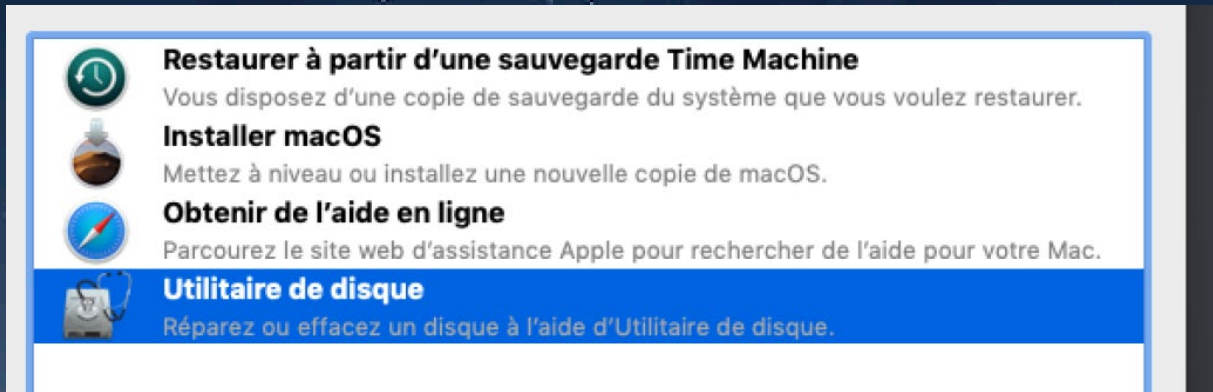 Restaurer à partir d’une sauvegarde Time Machine
Vous disposez d’une copie de sauvegarde du système que vous voulez restaurer.
Installer macOS
Mettez à niveau ou installez une nouvelle copie de macOS.
Obtenir de l’aide en ligne
Parcourez le site web d’assistance Apple pour rechercher de l’aide pour votre Mac.
Utilitaire de disque
Réparez ou effacez un disque à l’aide d’Utilitaire de disque.